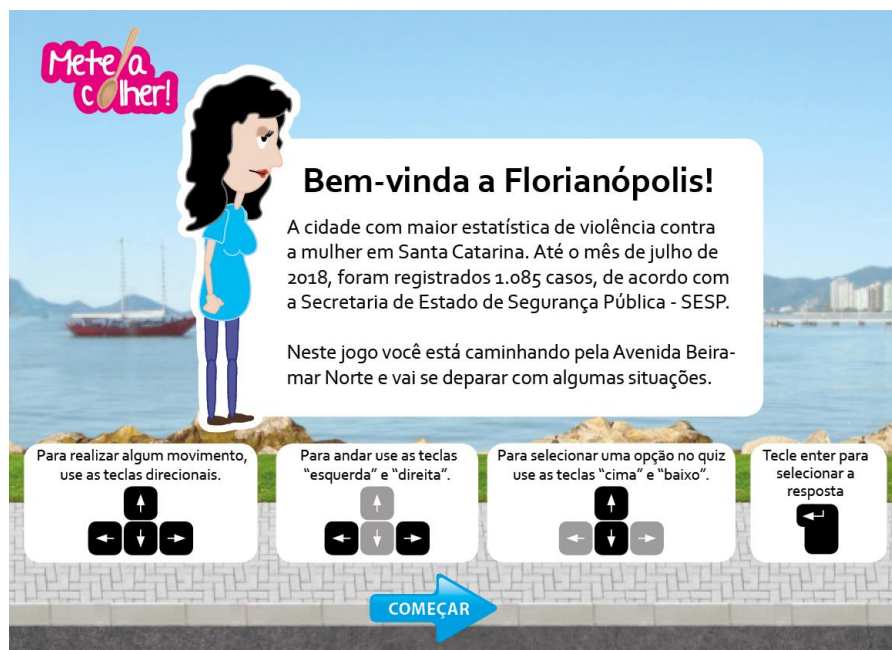 Mete a
colher!
Bem-vinda a Florianópolis!
A cidade com maior estatística de violência contra
a mulher em Santa Catarina. Até o mês de julho de
2018, foram registrados 1.085 casos, de acordo com
a Secretaria de Estado de Segurança Pública - SESP.
Neste jogo você está caminhando pela Avenida Beira-
mar Norte e vai se deparar com algumas situações.
Para realizar algum movimento,
use as teclas direcionais.
Para andar use as teclas
“esquerda” e “direita”.
Para selecionar uma opção no quiz
use as teclas “cima” e “baixo”.
Tecle enter para
selecionar a
resposta
COMEÇAR